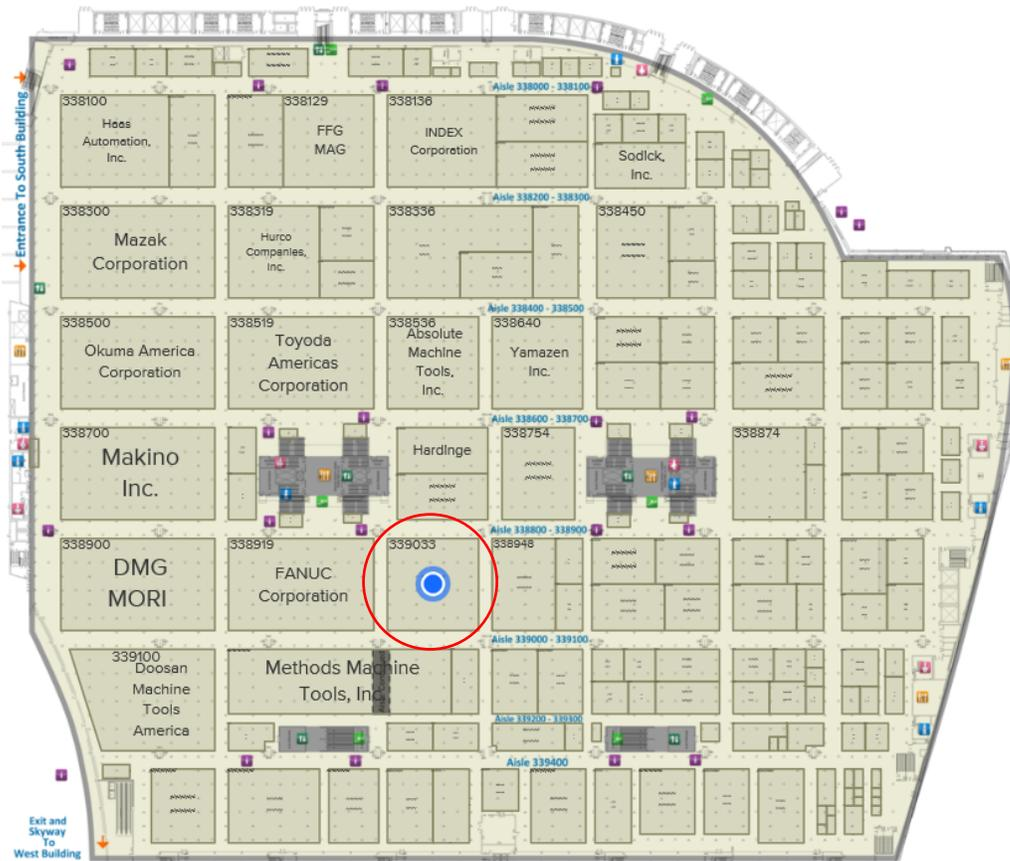 Aisle 338000 - 338100
338100
338129
338136
Haas
Automation,
Inc.
FFG
MAG
INDEX
Corporation
Sodick,
Inc.
Entrance To South Building
Aisle 338200 - 338300
338300
338319
338336
338450
Mazak
Corporation
Hurco
Companies,
Inc.
Aisle 338400 - 338500
338500
338519
338536
338640
Okuma America
Corporation
Toyoda
Americas
Corporation
Absolute
Machine
Tools,
Inc.
Yamazen
Inc.
Aisle 338600 - 338700
338700
338754
338874
Makino
Inc.
Hardinge
Aisle 338800 - 338900
338900
338919
339033
338948
DMG
MORI
FANUC
Corporation
Aisle 339000 - 339100
339100
Doosan
Machine
Tools
America
Methods Machine
Tools, Inc
Aisle 339200 - 339300
Aisle 339400
Exit and
Skyway
To
West Building